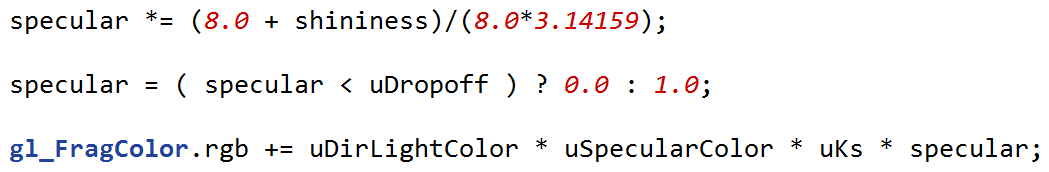 specular *= (8.0 + shininess)/(8.0*3.14159);
specular = ( specular < uDropoff ) ? 0.0 : 1.0;
gl_FragColor.rgb += uDirLightColor * uSpecularColor * uKs * specular;